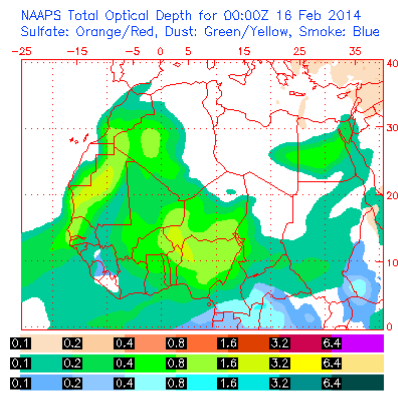 NAAPS Total Optical Depth for 00:00Z 16 Feb 2014
Sulfate: Orange/Red, Dust: Green/Yellow, Smoke: Blue
-25 -15 -5 0 5 15 25 35
40
30
20
10
0
0.1 0.2 0.4 0.8 1.6 3.2 6.4
0.1 0.2 0.4 0.8 1.6 3.2 6.4
0.1 0.2 0.4 0.8 1.6 3.2 6.4